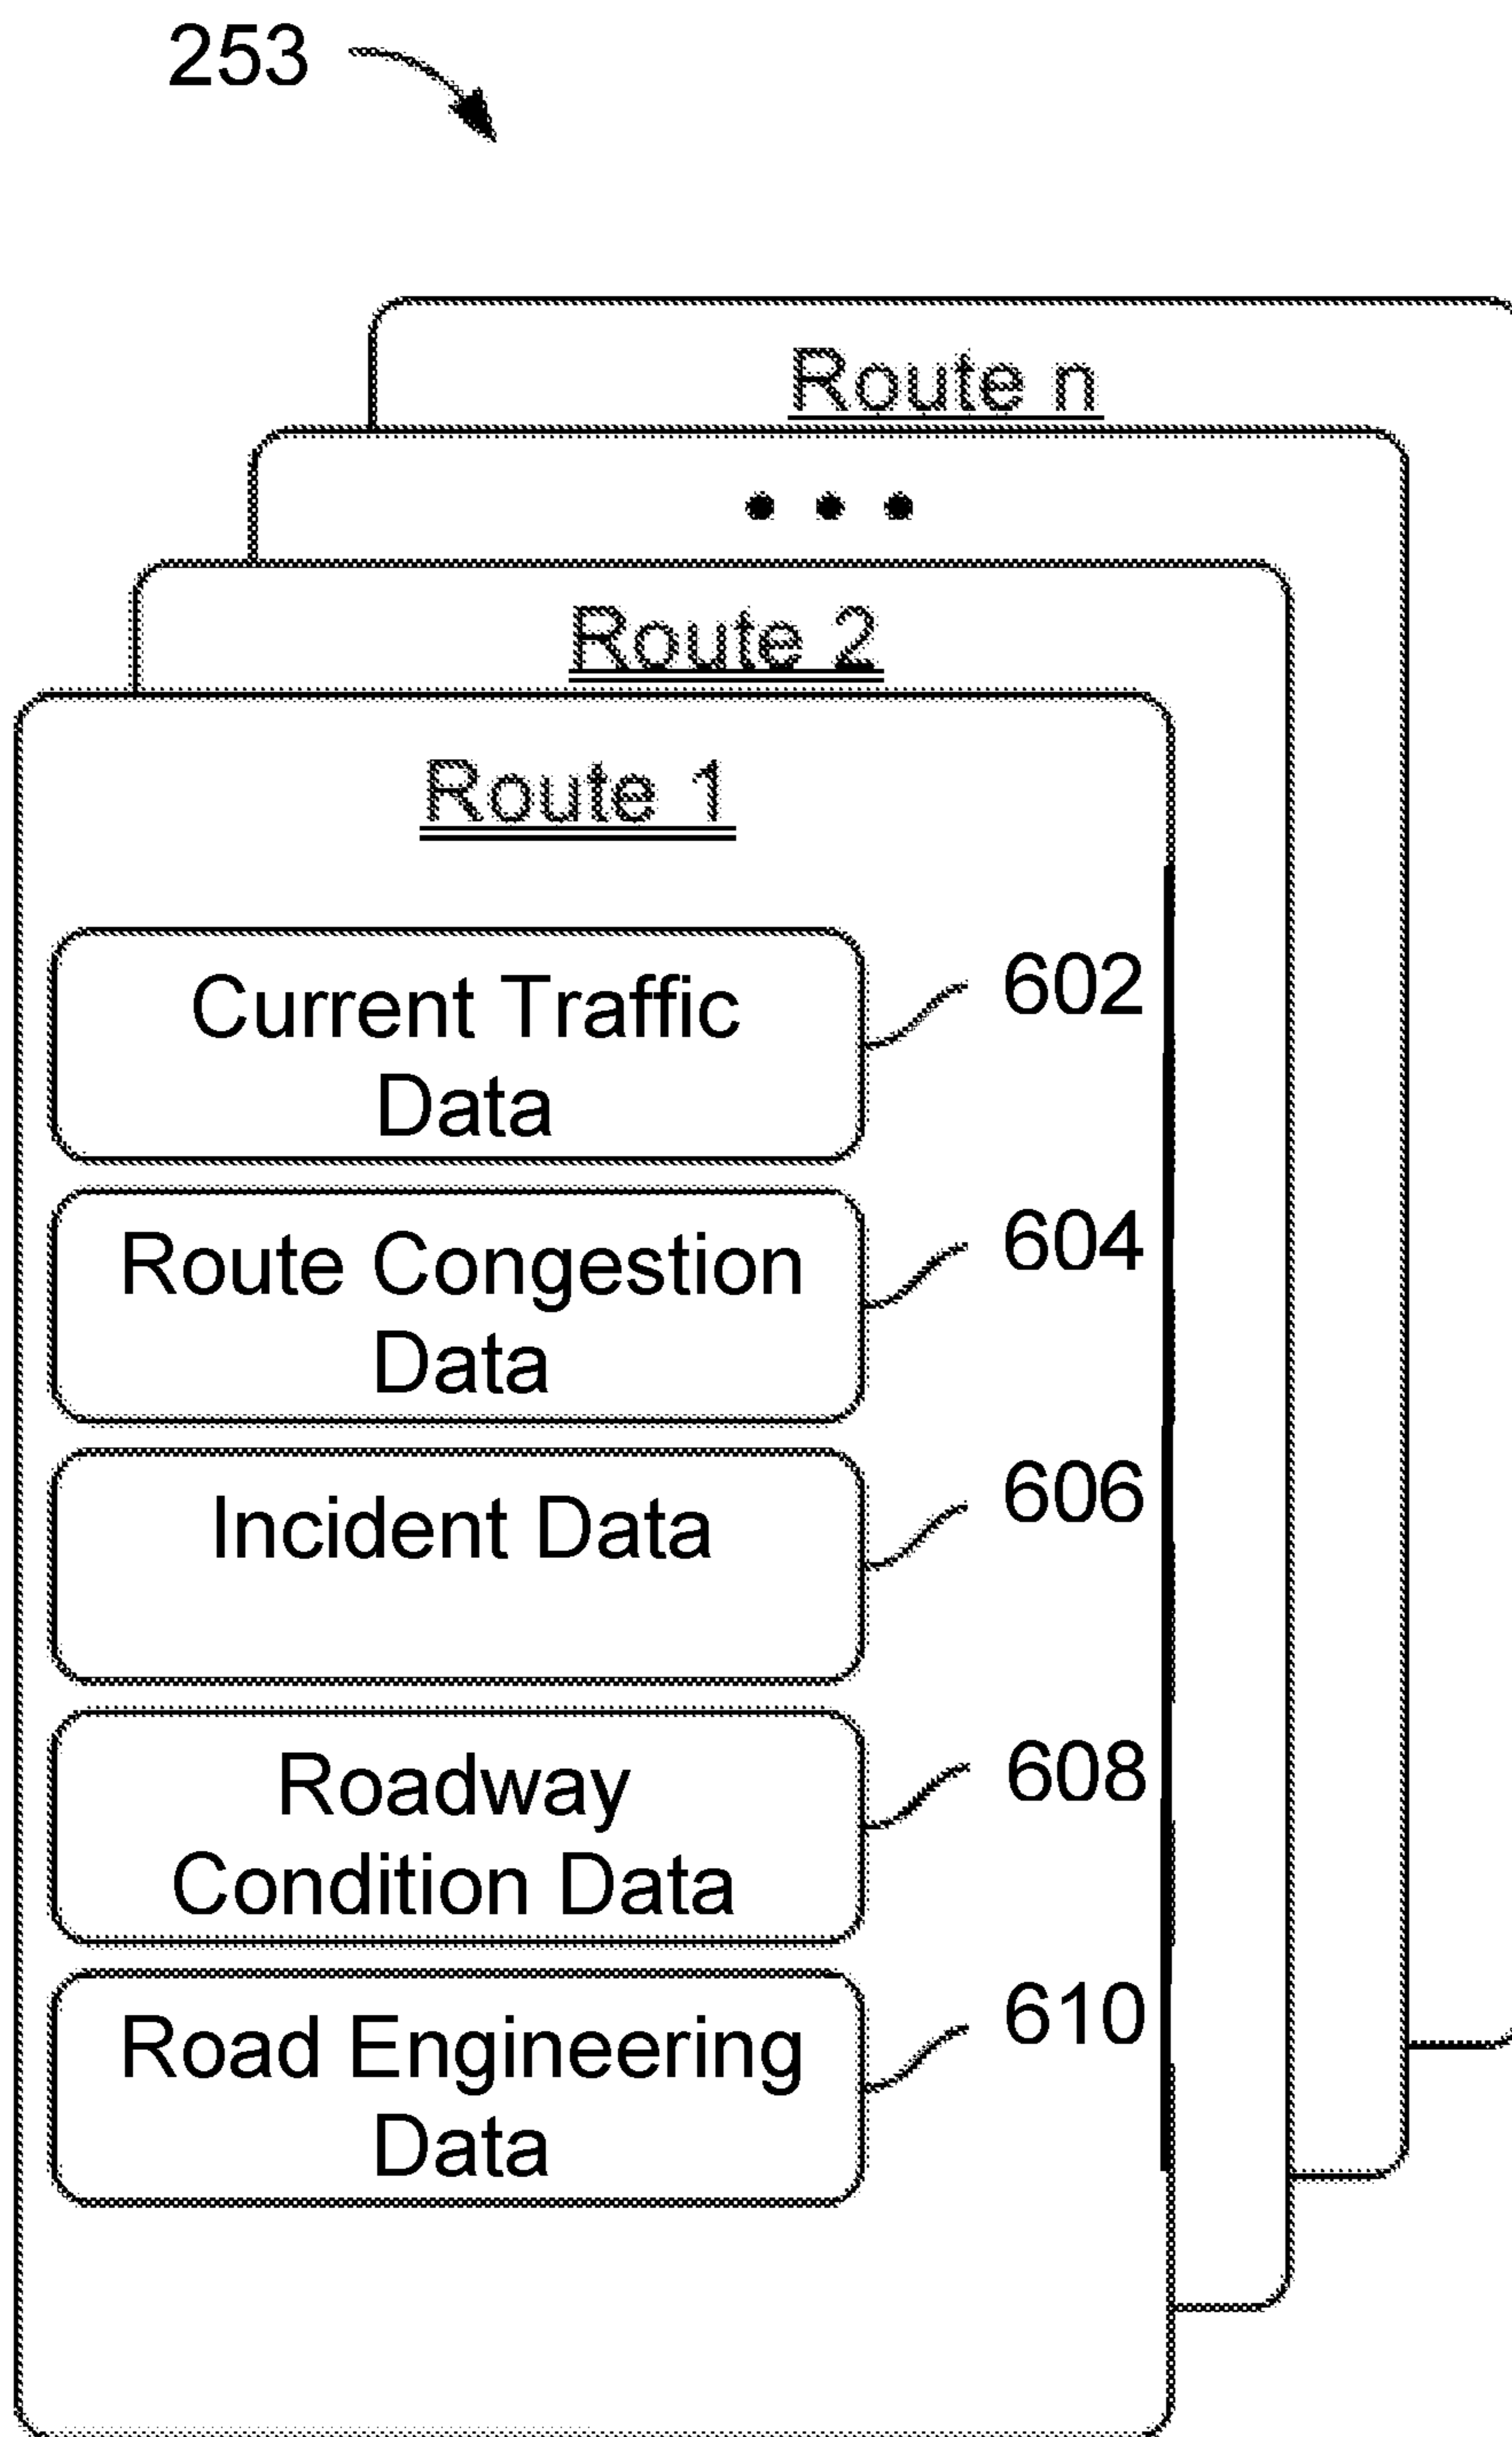 253
Route n
• • •
Route 2
Route 1
Current Traffic
Data
602
Route Congestion
Data
604
Incident Data
606
Roadway
Condition Data
608
Road Engineering
Data
610